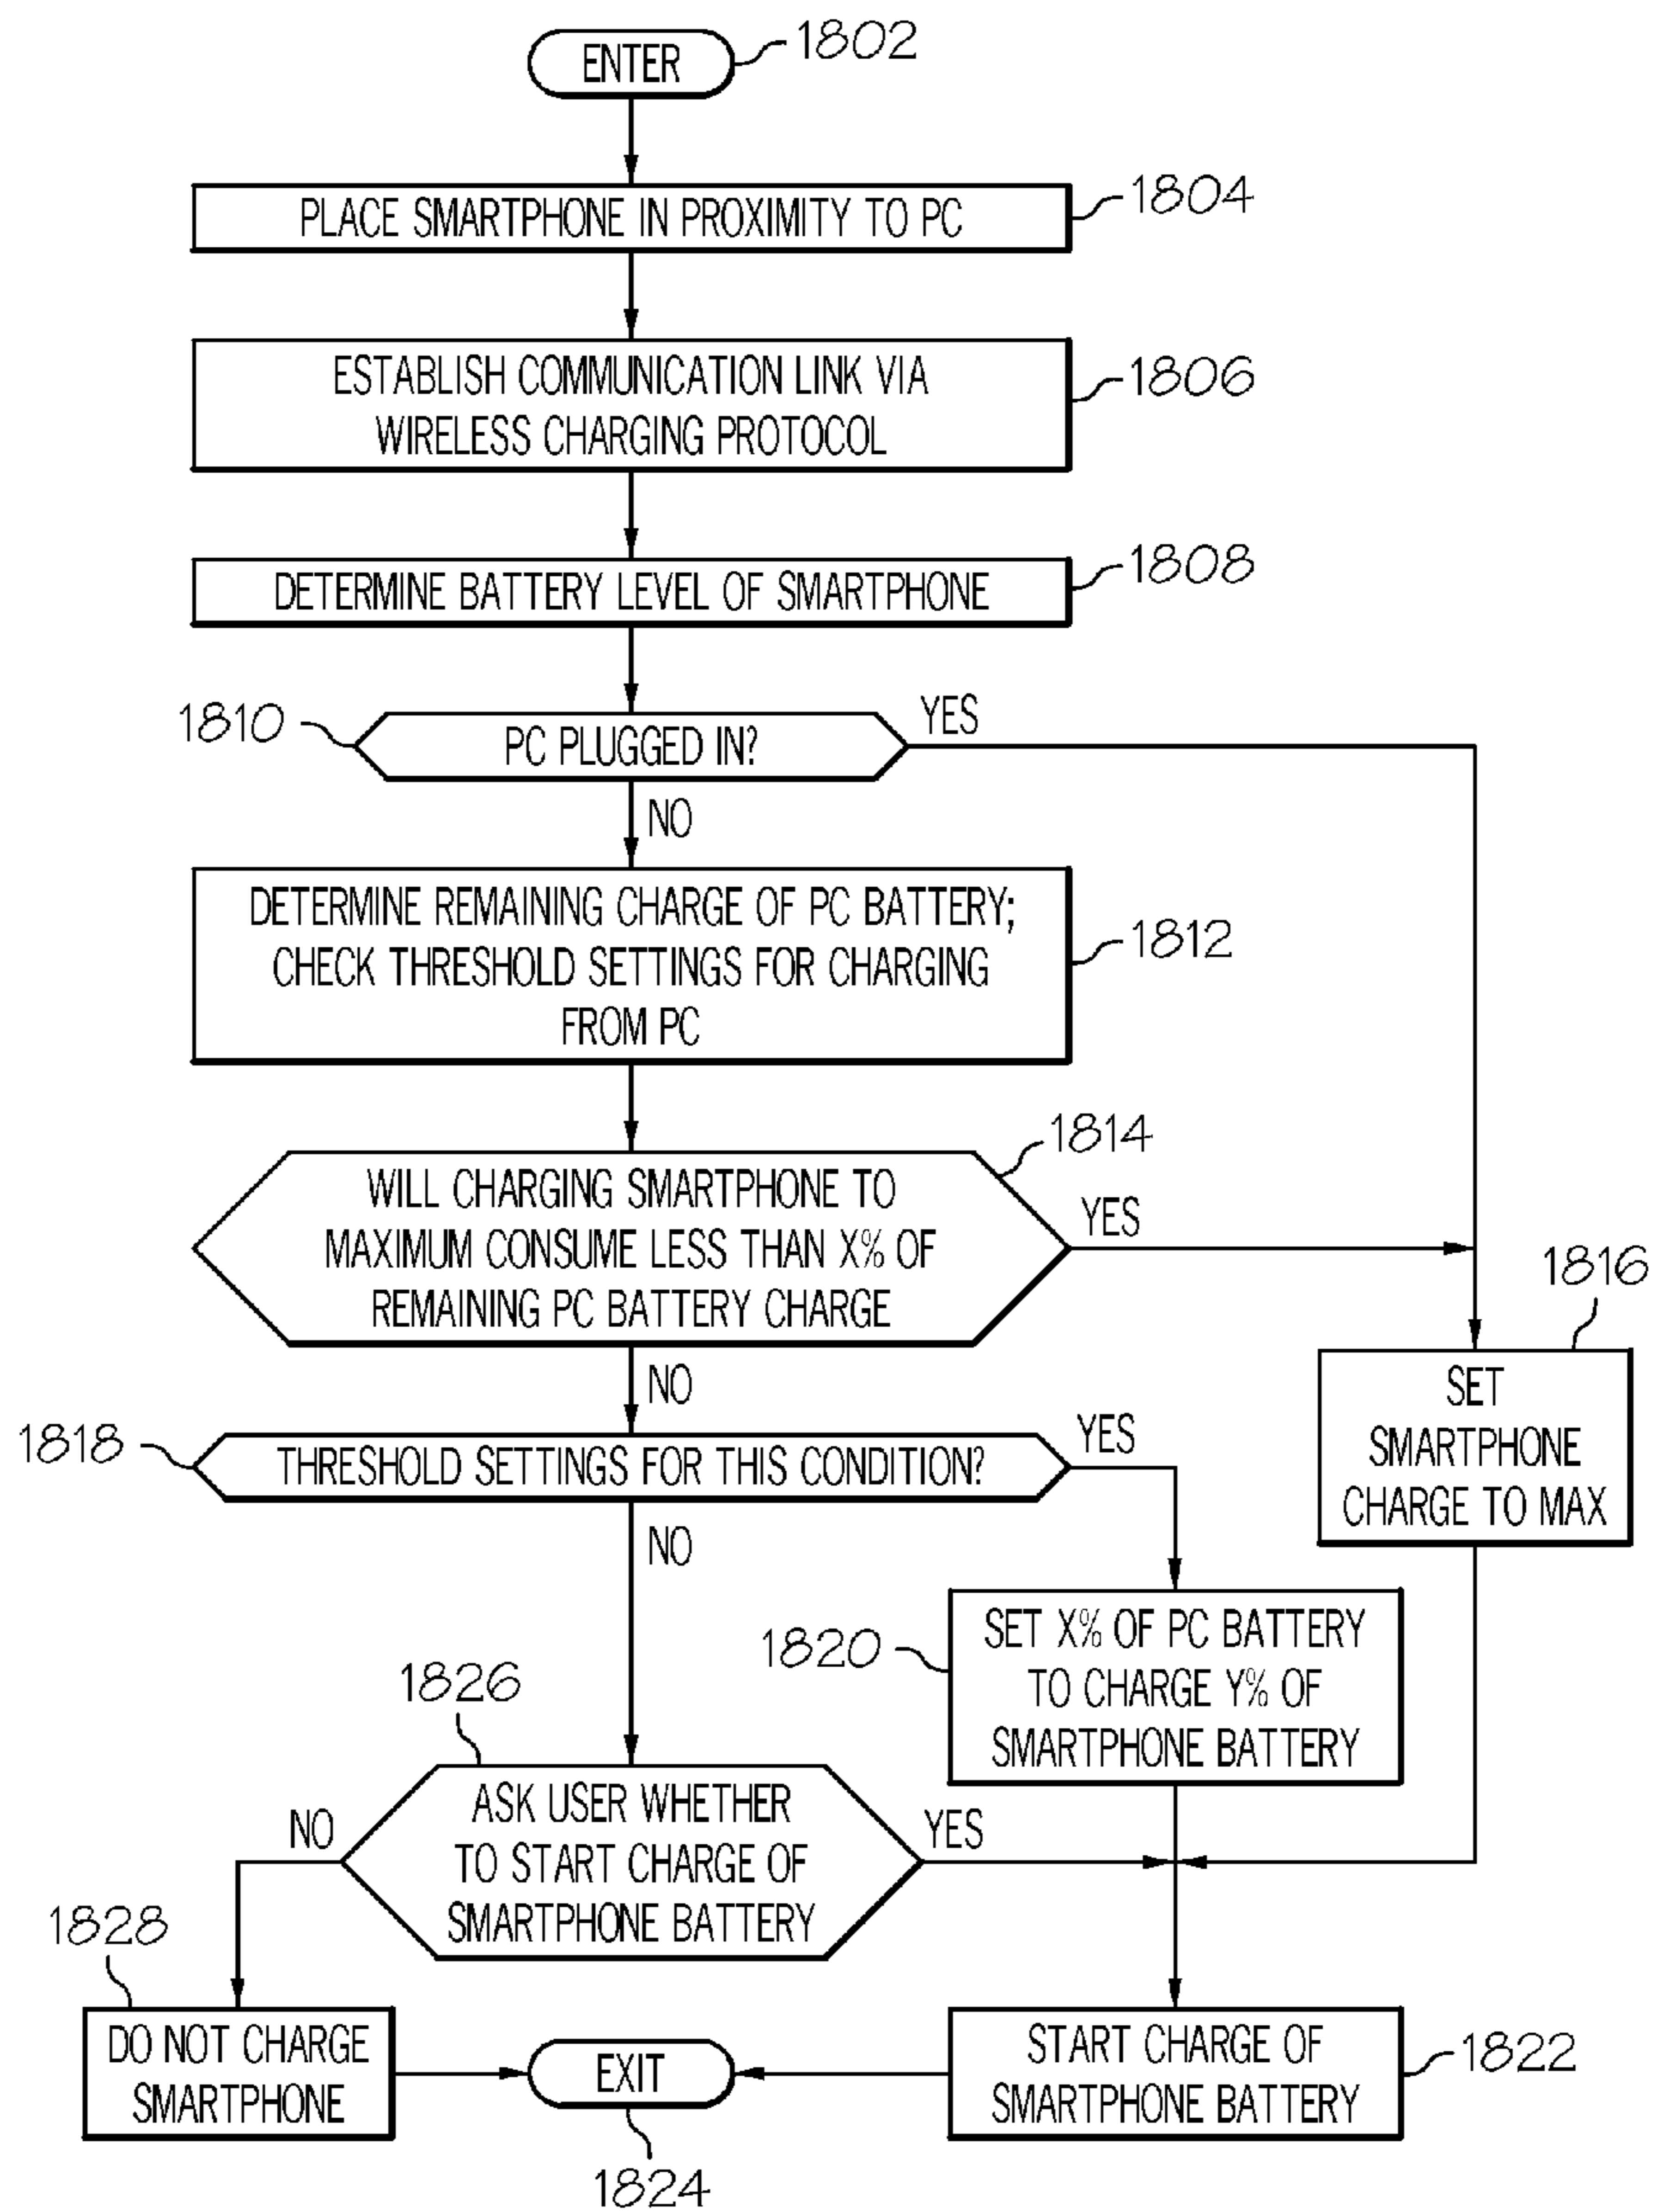 ENTER
1802
PLACE SMARTPHONE IN PROXIMITY TO PC
1804
ESTABLISH COMMUNICATION LINK VIA
WIRELESS CHARGING PROTOCOL
1806
DETERMINE BATTERY LEVEL OF SMARTPHONE
1808
1810
PC PLUGGED IN?
YES
NO
DETERMINE REMAINING CHARGE OF PC BATTERY;
CHECK THRESHOLD SETTINGS FOR CHARGING
FROM PC
1812
1814
WILL CHARGING SMARTPHONE TO
MAXIMUM CONSUME LESS THAN X% OF
REMAINING PC BATTERY CHARGE
YES
NO
1816
SET
SMARTPHONE
CHARGE TO MAX
1818
THRESHOLD SETTINGS FOR THIS CONDITION?
YES
NO
1820
SET X% OF PC BATTERY
TO CHARGE Y% OF
SMARTPHONE BATTERY
1826
ASK USER WHETHER
TO START CHARGE OF
SMARTPHONE BATTERY
NO
YES
1828
DO NOT CHARGE
SMARTPHONE
EXIT
1824
START CHARGE OF
SMARTPHONE BATTERY
1822